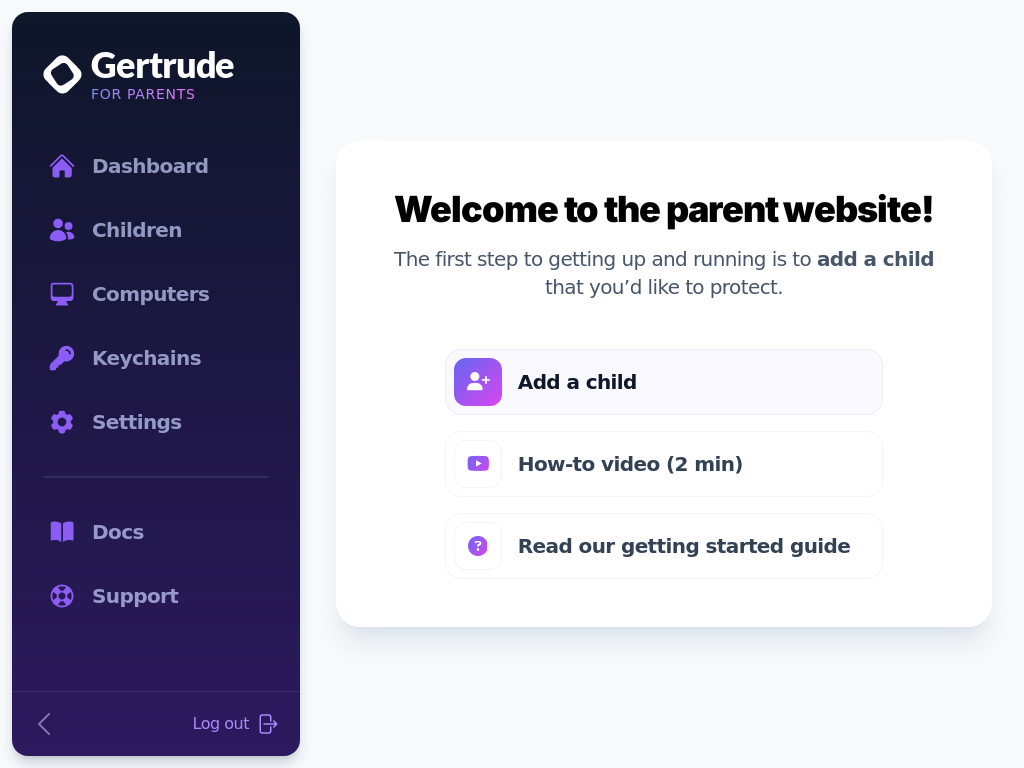 Gertrude
FOR PARENTS
Dashboard
Children
Computers
Keychains
Settings
Docs
Support
Log out
Welcome to the parent website!
The first step to getting up and running is to add a child
that you’d like to protect.
Add a child
How-to video (2 min)
Read our getting started guide